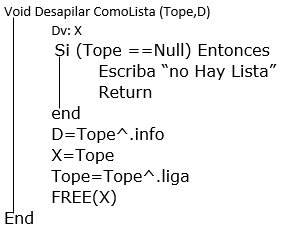 Void Desapilar ComoLista (Tope,D)
Dv: X
Si (Tope ==Null) Entonces
Escriba “no Hay Lista”
Return
end
D=Tope^.info
X=Tope
Tope=Tope^.liga
FREE(X)
End